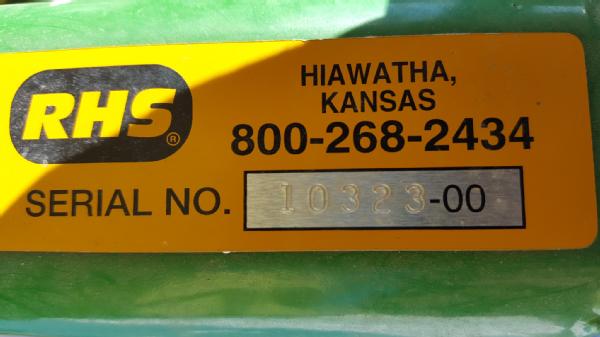 RHS®
HIAWATHA,
KANSAS
800-268-2434
SERIAL NO. 10323-00